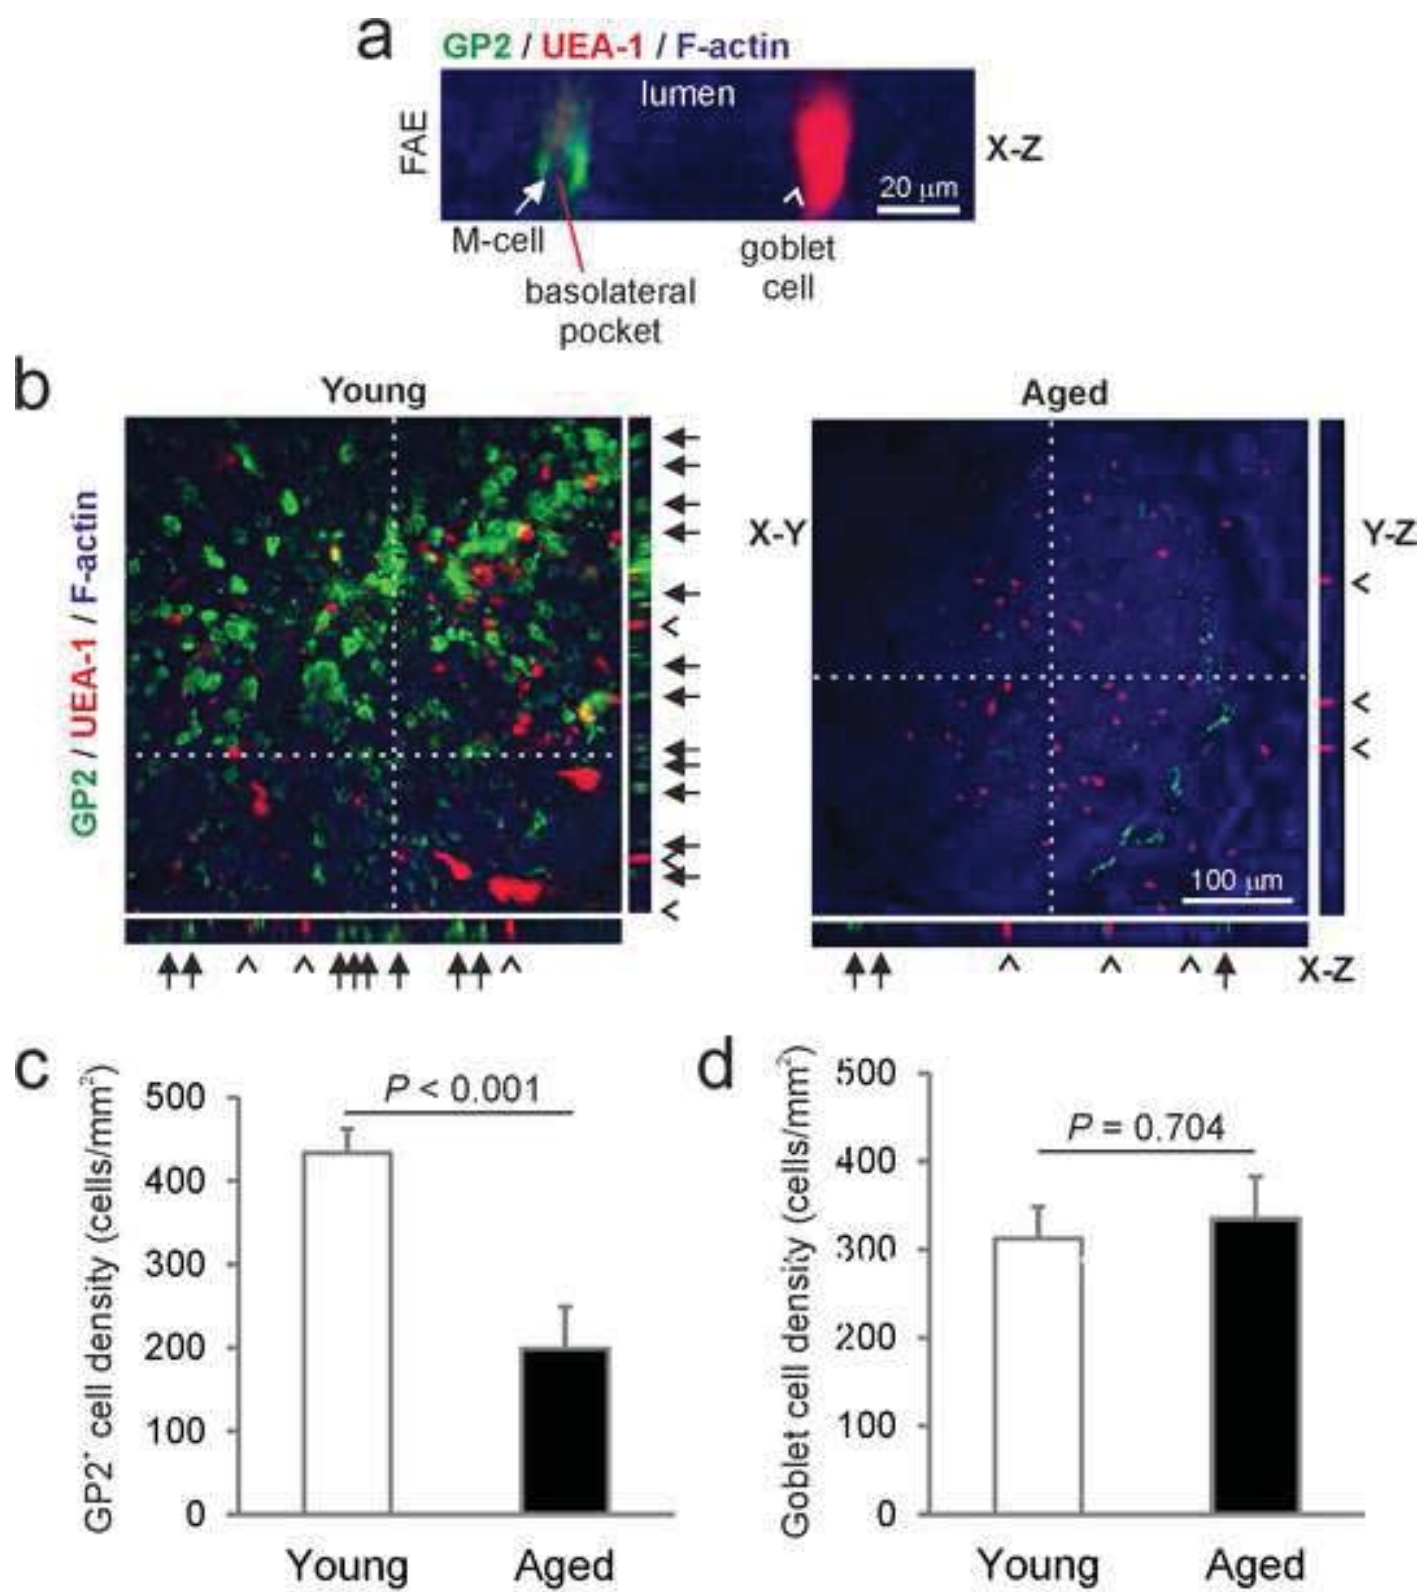 a
GP2 / UEA-1 / F-actin
lumen
FAE
X-Z
20 μm
M-cell
goblet
cell
basolateral
pocket
b
Young
Aged
GP2 / UEA-1 / F-actin
X-Y
Y-Z
100 μm
X-Z
c
GP2⁺ cell density (cells/mm²)
P < 0.001
500
400
300
200
100
0
Young
Aged
d
Goblet cell density (cells/mm²)
P = 0.704
500
400
300
200
100
0
Young
Aged